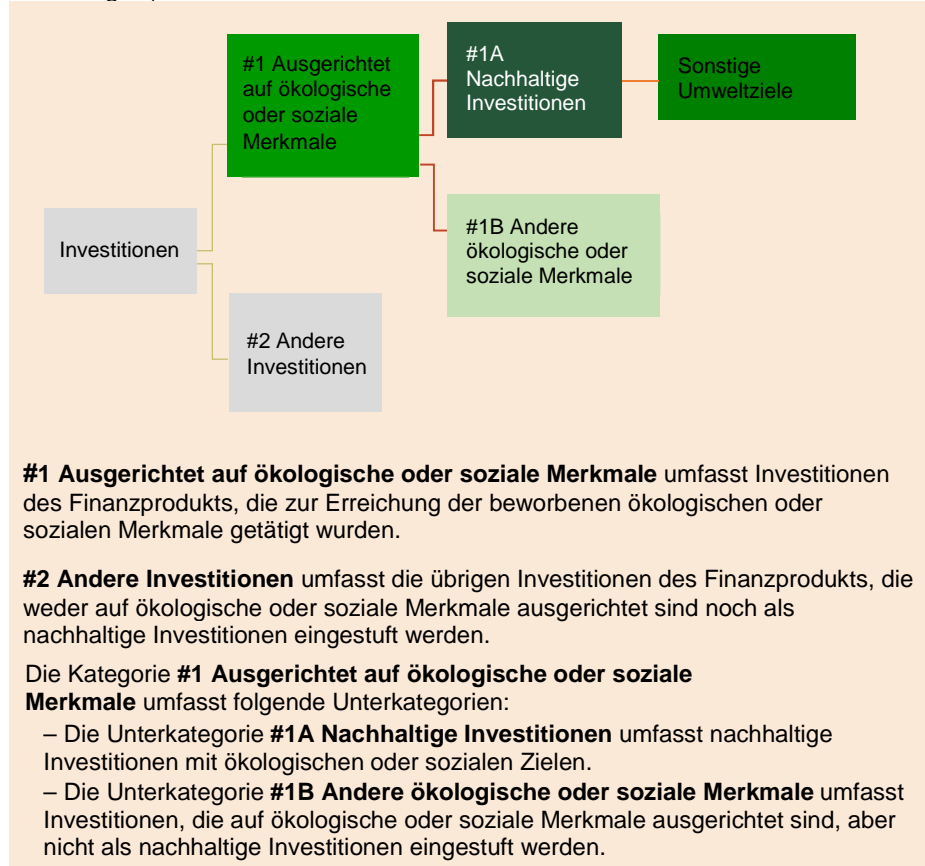 #1 Ausgerichtet
auf ökologische
oder soziale
Merkmale
#1A
Nachhaltige
Investitionen
Sonstige
Umweltziele
#1B Andere
ökologische oder
soziale Merkmale
Investitionen
#2 Andere
Investitionen
#1 Ausgerichtet auf ökologische oder soziale Merkmale umfasst Investitionen
des Finanzprodukts, die zur Erreichung der beworbenen ökologischen oder
sozialen Merkmale getätigt wurden.
#2 Andere Investitionen umfasst die übrigen Investitionen des Finanzprodukts, die
weder auf ökologische oder soziale Merkmale ausgerichtet sind noch als
nachhaltige Investitionen eingestuft werden.
Die Kategorie #1 Ausgerichtet auf ökologische oder soziale
Merkmale umfasst folgende Unterkategorien:
– Die Unterkategorie #1A Nachhaltige Investitionen umfasst nachhaltige
Investitionen mit ökologischen oder sozialen Zielen.
– Die Unterkategorie #1B Andere ökologische oder soziale Merkmale umfasst
Investitionen, die auf ökologische oder soziale Merkmale ausgerichtet sind, aber
nicht als nachhaltige Investitionen eingestuft werden.